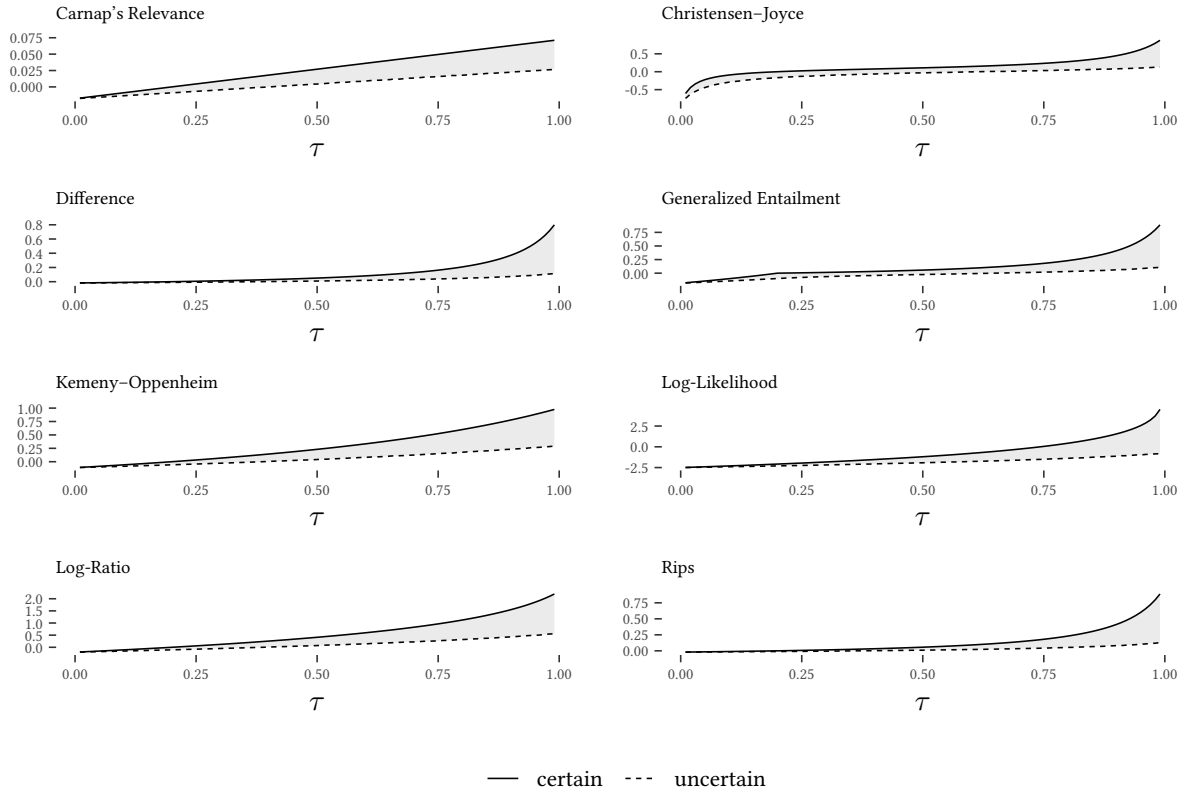 Carnap’s Relevance
0.075
0.050
0.025
0.000
0.00 0.25 0.50 0.75 1.00
τ
Christensen–Joyce
0.5
0.0
-0.5
0.00 0.25 0.50 0.75 1.00
τ
Difference
0.8
0.6
0.4
0.2
0.0
0.00 0.25 0.50 0.75 1.00
τ
Generalized Entailment
0.75
0.50
0.25
0.00
0.00 0.25 0.50 0.75 1.00
τ
Kemeny–Oppenheim
1.00
0.75
0.50
0.25
0.00
0.00 0.25 0.50 0.75 1.00
τ
Log-Likelihood
2.5
0.0
-2.5
0.00 0.25 0.50 0.75 1.00
τ
Log-Ratio
2.0
1.5
1.0
0.5
0.0
0.00 0.25 0.50 0.75 1.00
τ
Rips
0.75
0.50
0.25
0.00
0.00 0.25 0.50 0.75 1.00
τ
certain uncertain